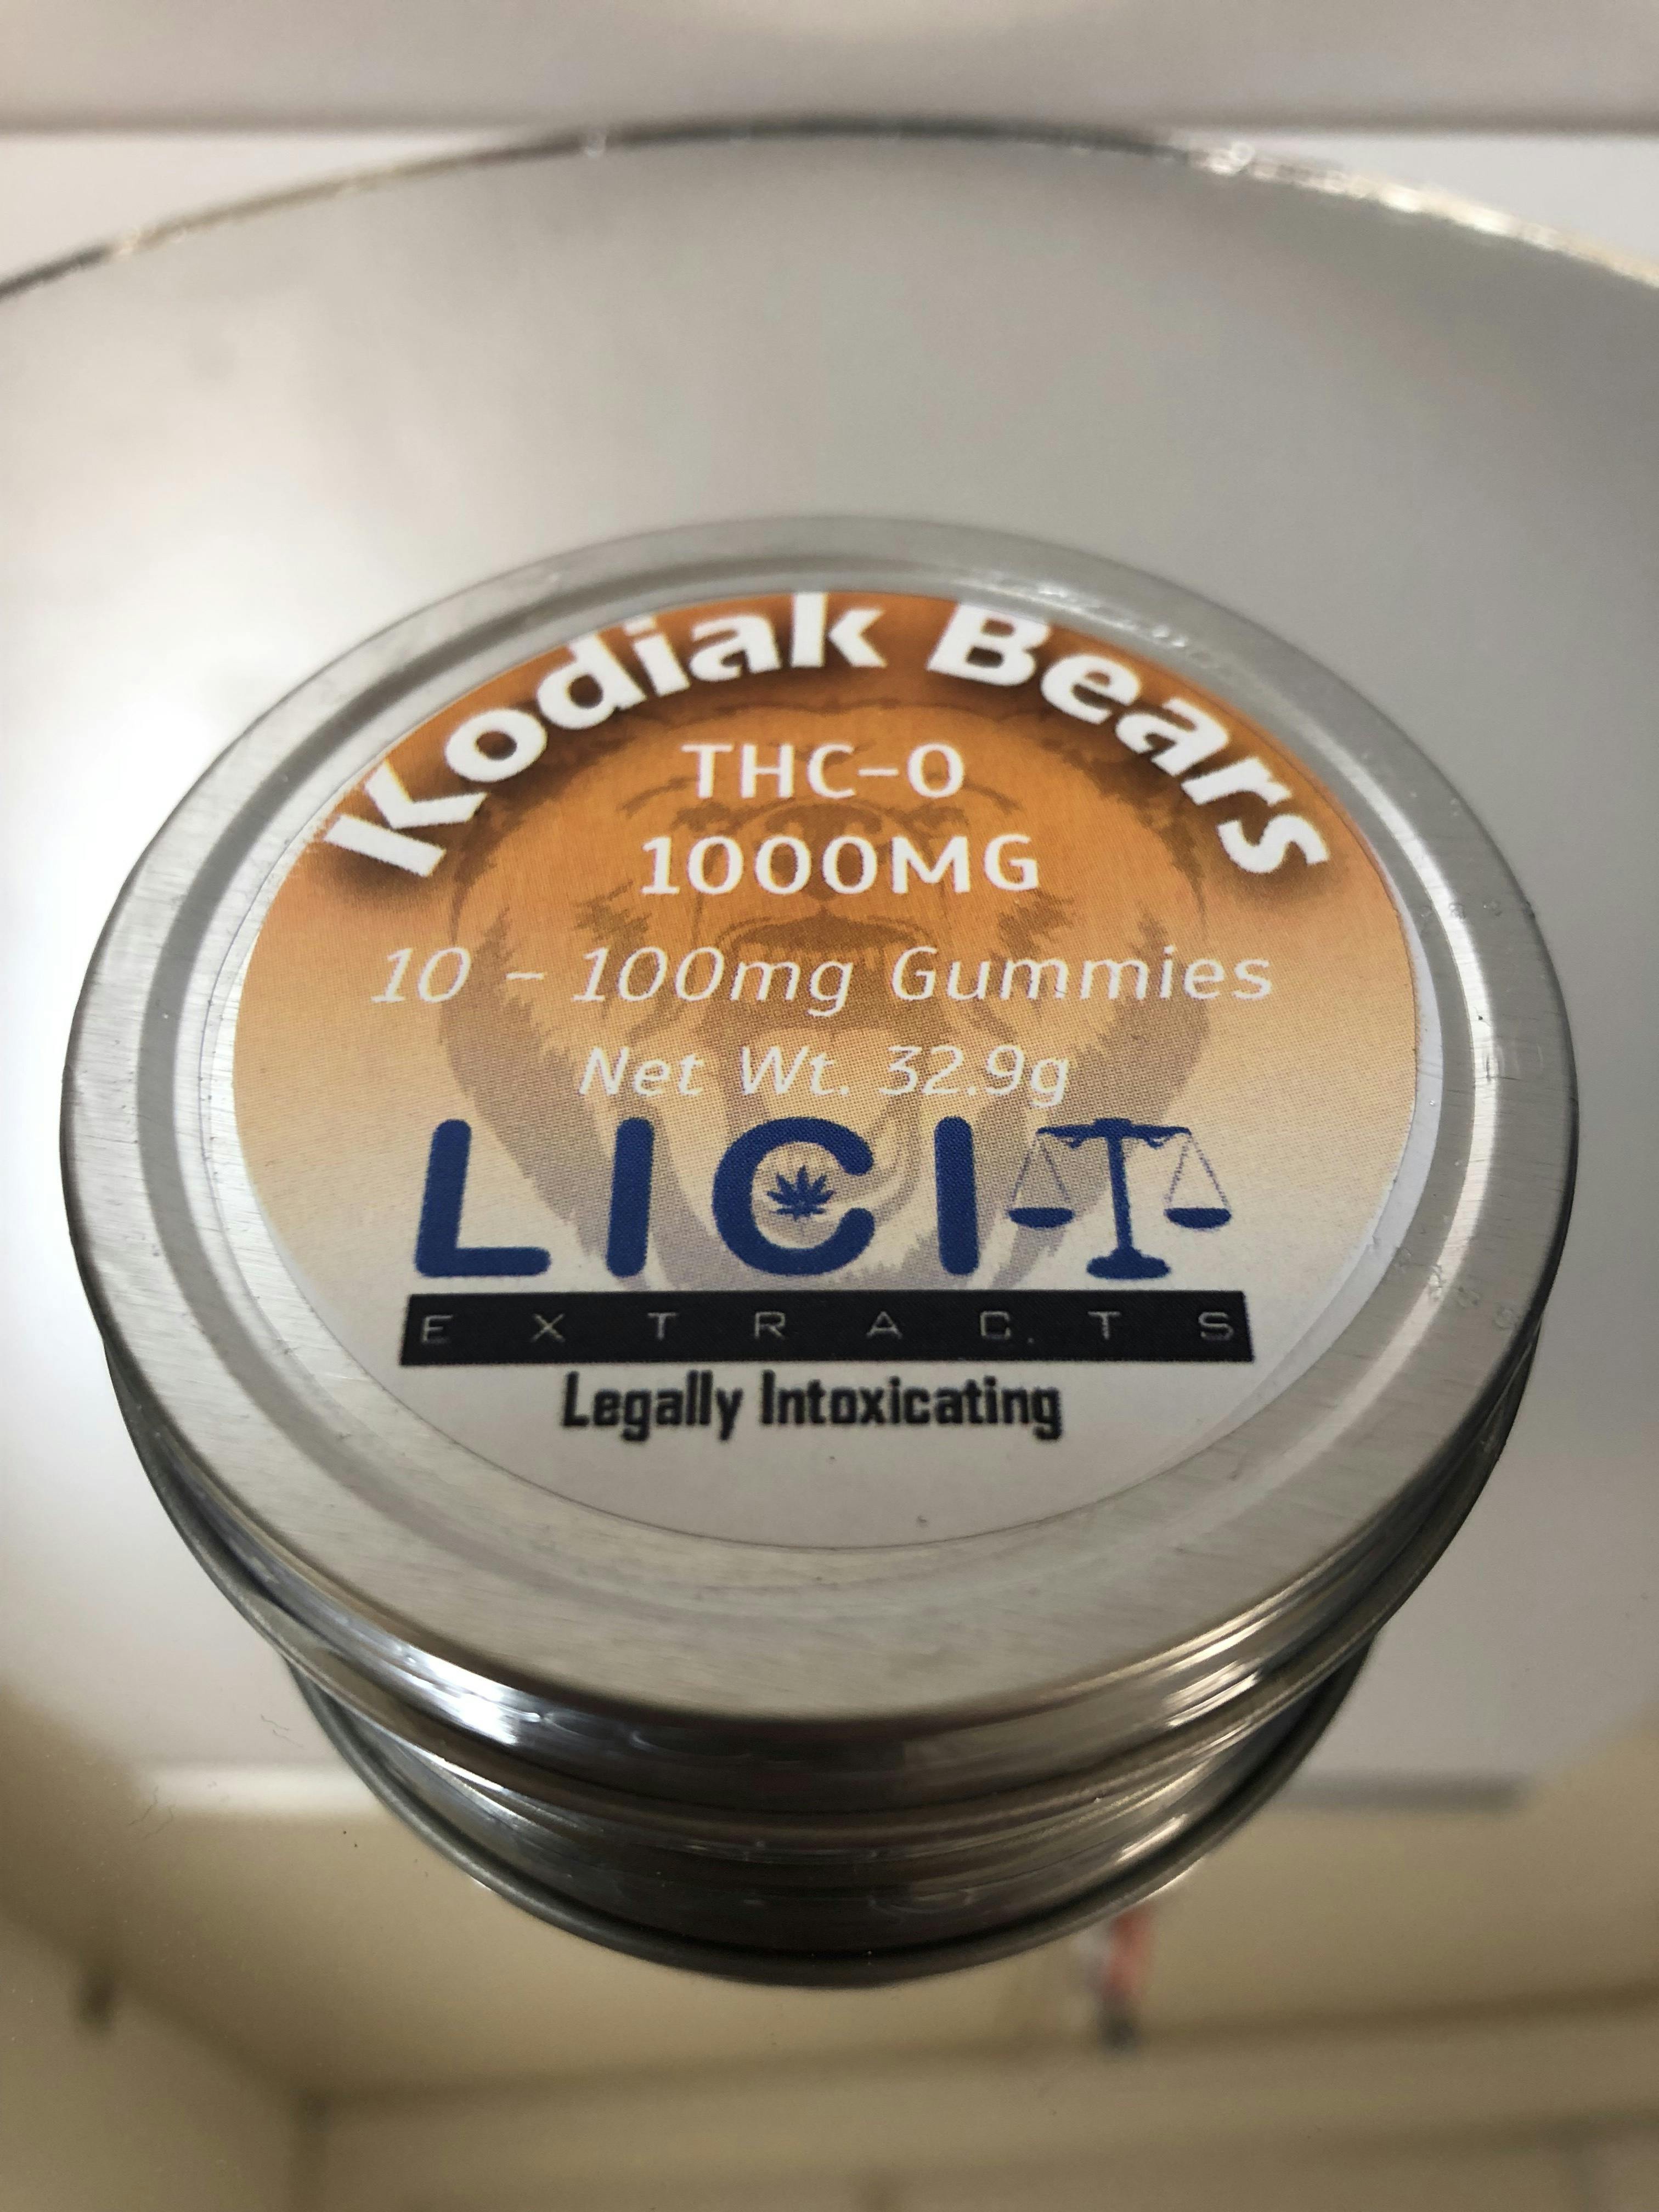 Kodiak Bears
THC-O
1000MG
10 - 100mg Gummies
Net Wt. 32.9g
LICIT
EXTRACTS
Legally Intoxicating